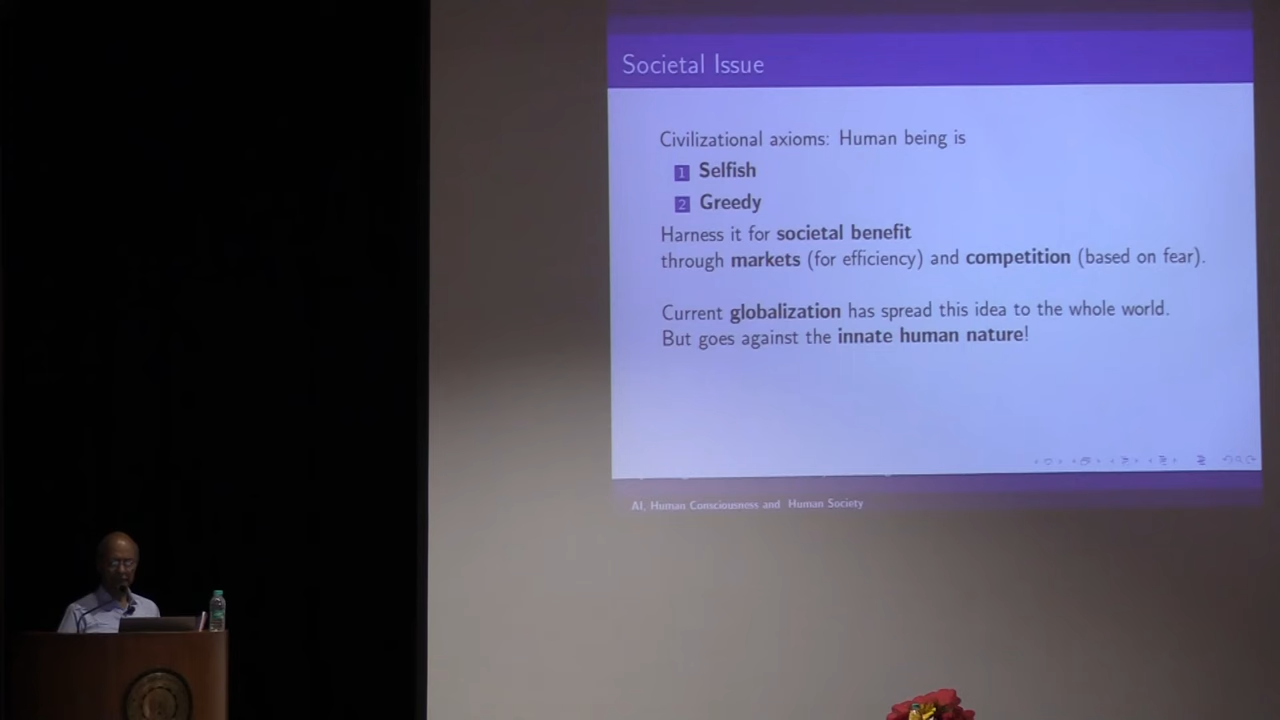 Societal Issue
Civilizational axioms: Human being is
1 Selfish
2 Greedy
Harness it for societal benefit
through markets (for efficiency) and competition (based on fear).
Current globalization has spread this idea to the whole world.
But goes against the innate human nature!
AI, Human Consciousness and Human Society